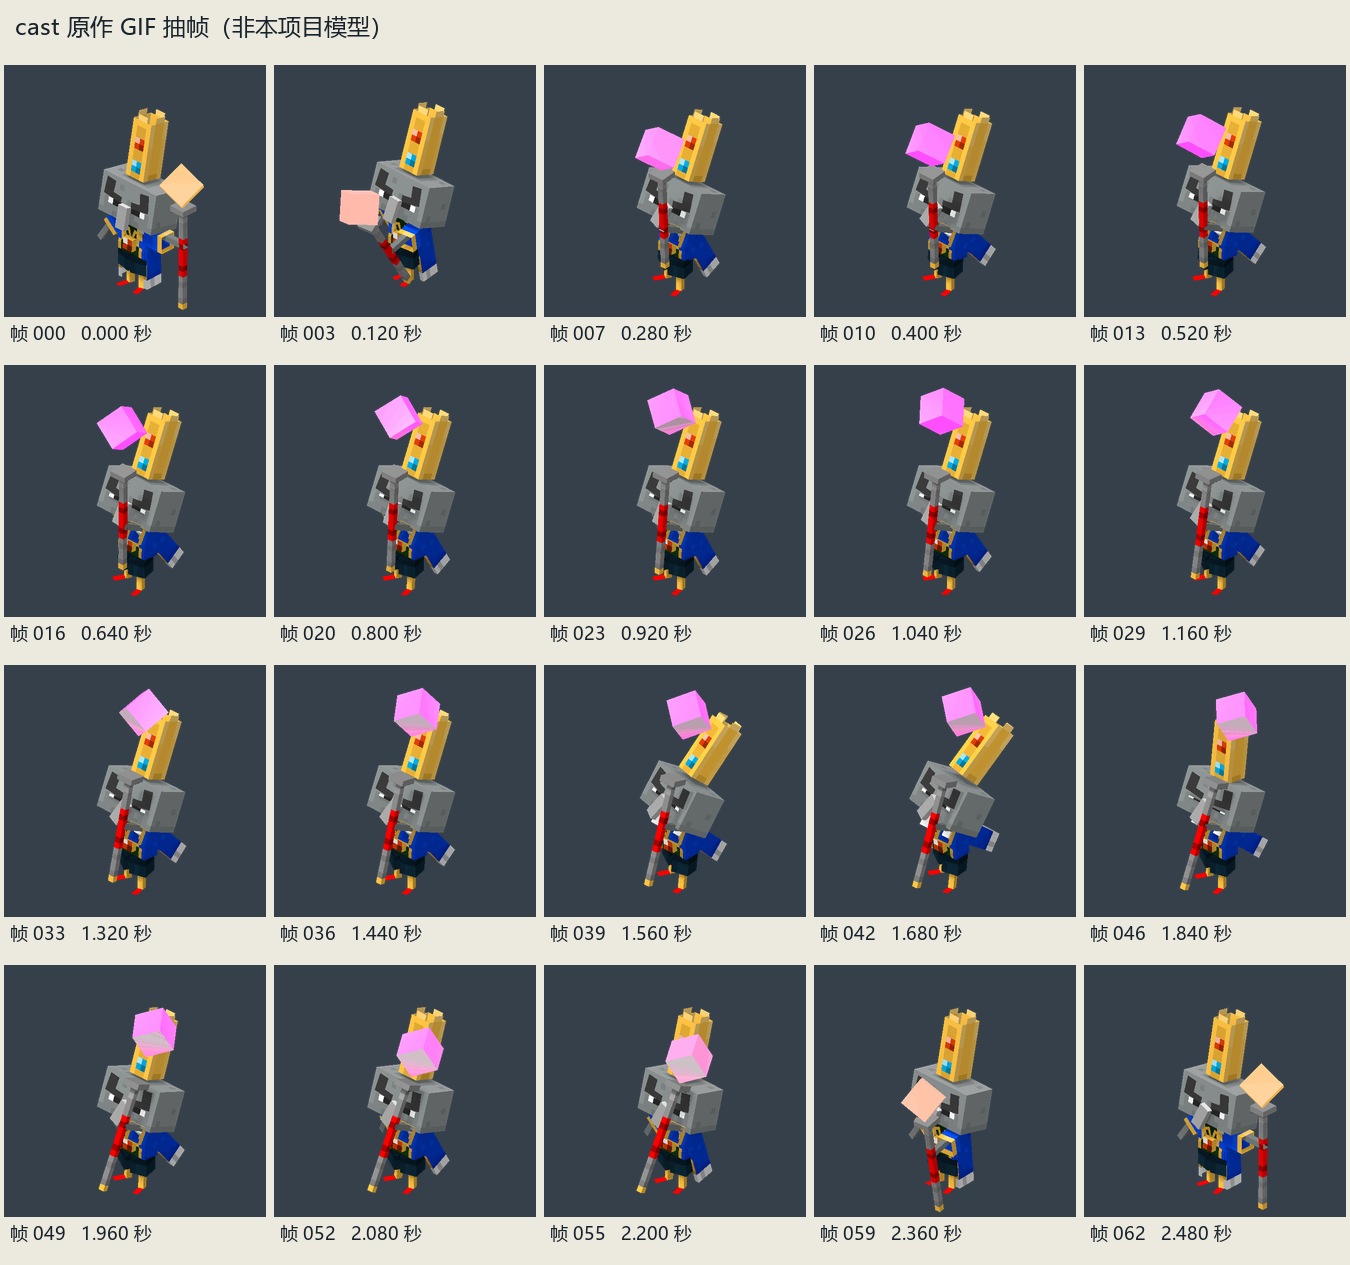 cast 原作 GIF 抽帧（非本项目模型）
帧 000 0.000 秒
帧 003 0.120 秒
帧 007 0.280 秒
帧 010 0.400 秒
帧 013 0.520 秒
帧 016 0.640 秒
帧 020 0.800 秒
帧 023 0.920 秒
帧 026 1.040 秒
帧 029 1.160 秒
帧 033 1.320 秒
帧 036 1.440 秒
帧 039 1.560 秒
帧 042 1.680 秒
帧 046 1.840 秒
帧 049 1.960 秒
帧 052 2.080 秒
帧 055 2.200 秒
帧 059 2.360 秒
帧 062 2.480 秒